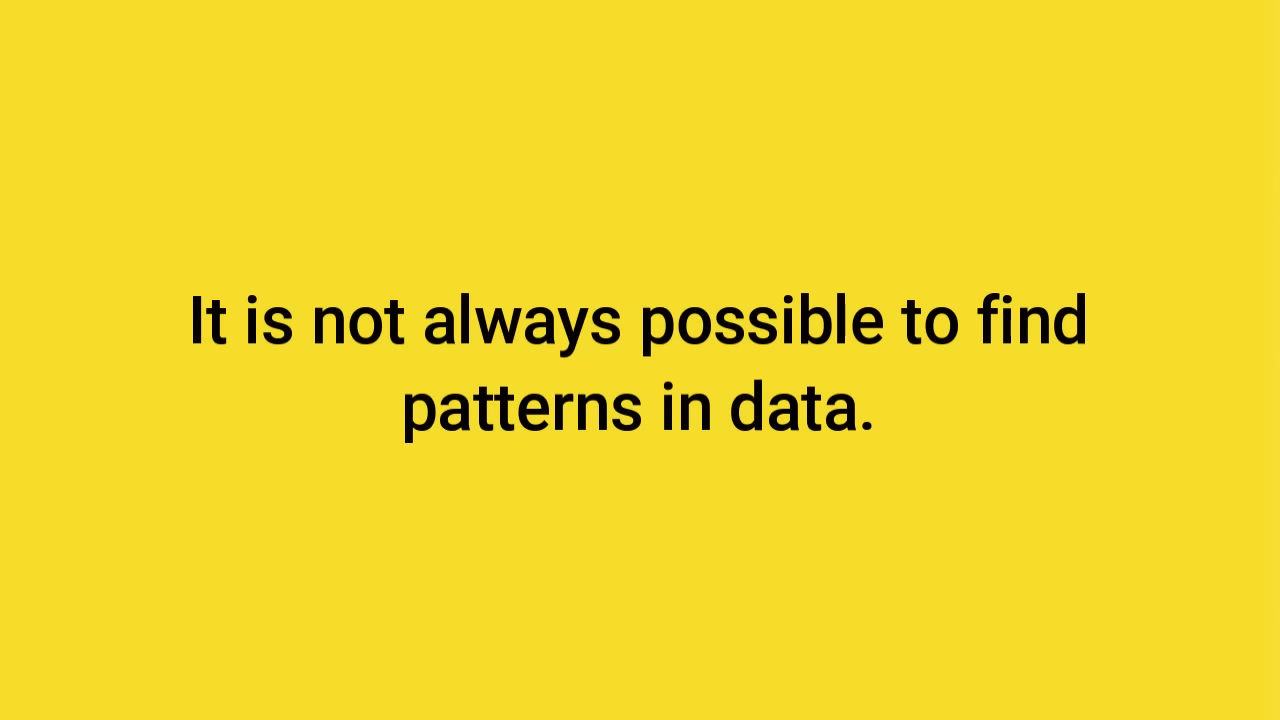 It is not always possible to find
patterns in data.